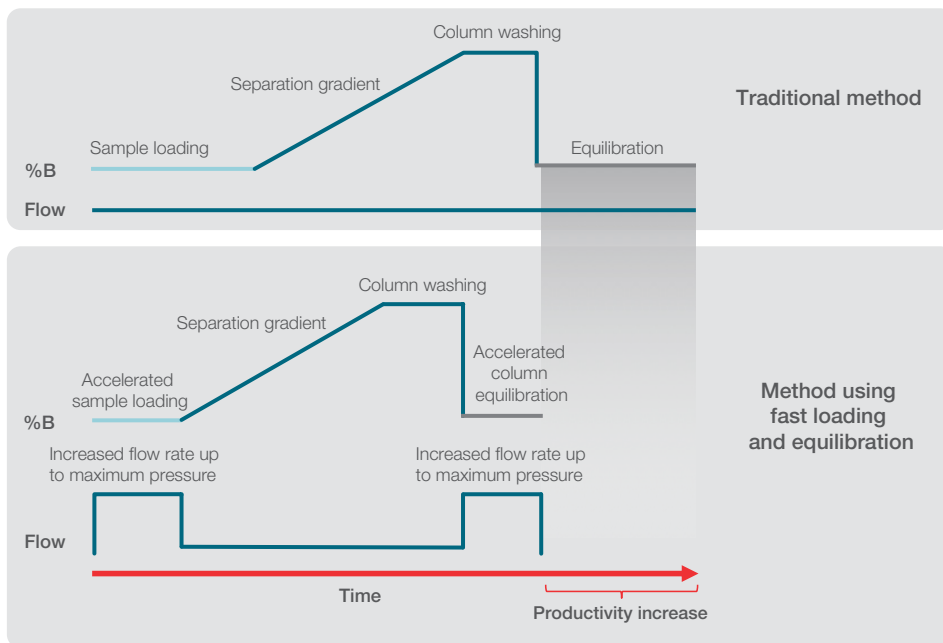 Column washing
Separation gradient
Traditional method
Sample loading
Equilibration
%B
Flow
Column washing
Separation gradient
Accelerated
sample loading
Accelerated
column
equilibration
Method using
fast loading
and equilibration
%B
Increased flow rate up
to maximum pressure
Increased flow rate up
to maximum pressure
Flow
Time
Productivity increase